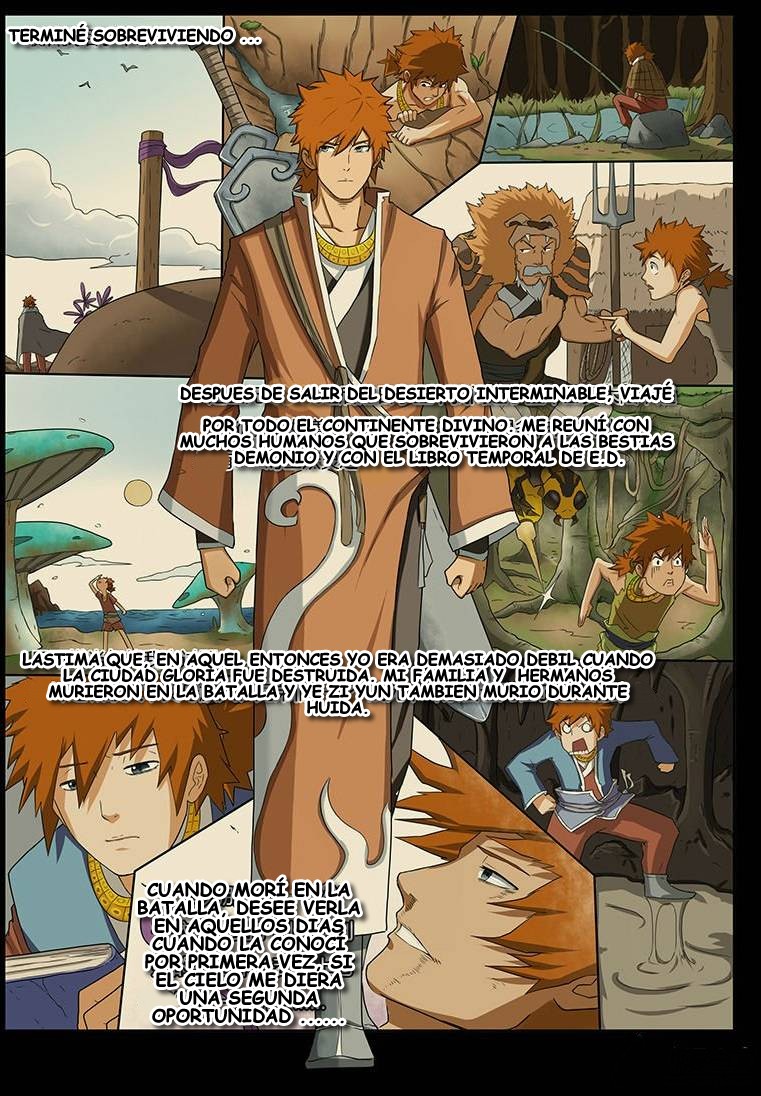 TERMINÉ SOBREVIVIENDO ...
DESPUES DE SALIR DEL DESIERTO INTERMINABLE, VIAJÉ
POR TODO EL CONTINENTE DIVINO. ME REUNÍ CON
MUCHOS HUMANOS QUE SOBREVIVIERON A LAS BESTIAS
DEMONIO Y CON EL LIBRO TEMPORAL DE E.D.
LASTIMA QUE, EN AQUEL ENTONCES YO ERA DEMASIADO DEBIL CUANDO
LA CIUDAD GLORIA FUE DESTRUIDA. MI FAMILIA Y HERMANOS
MURIERON EN LA BATALLA Y YE ZI YUN TAMBIEN MURIO DURANTE
HUIDA.
CUANDO MORÍ EN LA
BATALLA, DESEE VERLA
EN AQUELLOS DIAS
CUANDO LA CONOCI
POR PRIMERA VEZ, SI
EL CIELO ME DIERA
UNA SEGUNDA
OPORTUNIDAD ......